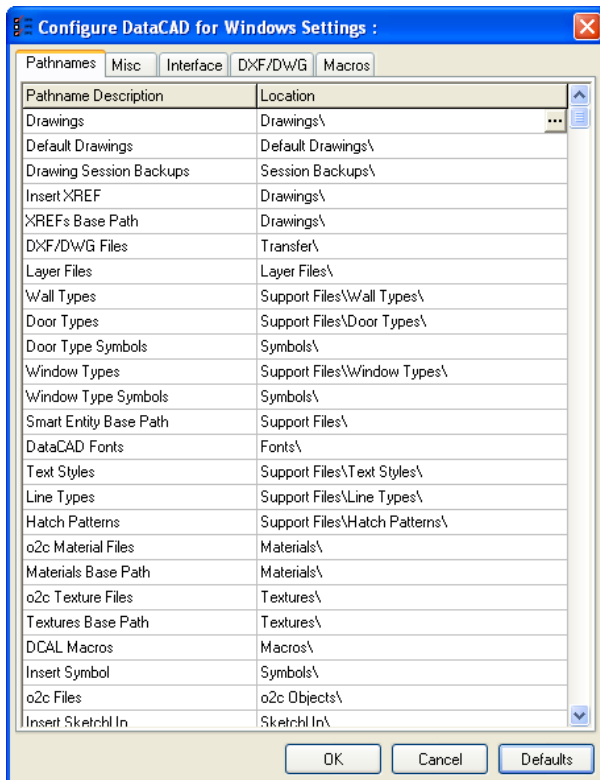 Configure DataCAD for Windows Settings :
Pathnames Misc Interface DXF/DWG Macros
Pathname Description Location
Drawings Drawings\ ...
Default Drawings Default Drawings\
Drawing Session Backups Session Backups\
Insert XREF Drawings\
XREFs Base Path Drawings\
DXF/DWG Files Transfer\
Layer Files Layer Files\
Wall Types Support Files\Wall Types\
Door Types Support Files\Door Types\
Door Type Symbols Symbols\
Window Types Support Files\Window Types\
Window Type Symbols Symbols\
Smart Entity Base Path Support Files\
DataCAD Fonts Fonts\
Text Styles Support Files\Text Styles\
Line Types Support Files\Line Types\
Hatch Patterns Support Files\Hatch Patterns\
o2c Material Files Materials\
Materials Base Path Materials\
o2c Texture Files Textures\
Textures Base Path Textures\
DCAL Macros Macros\
Insert Symbol Symbols\
o2c Files o2c Objects\
Insert SketchUp SketchUp\
OK Cancel Defaults